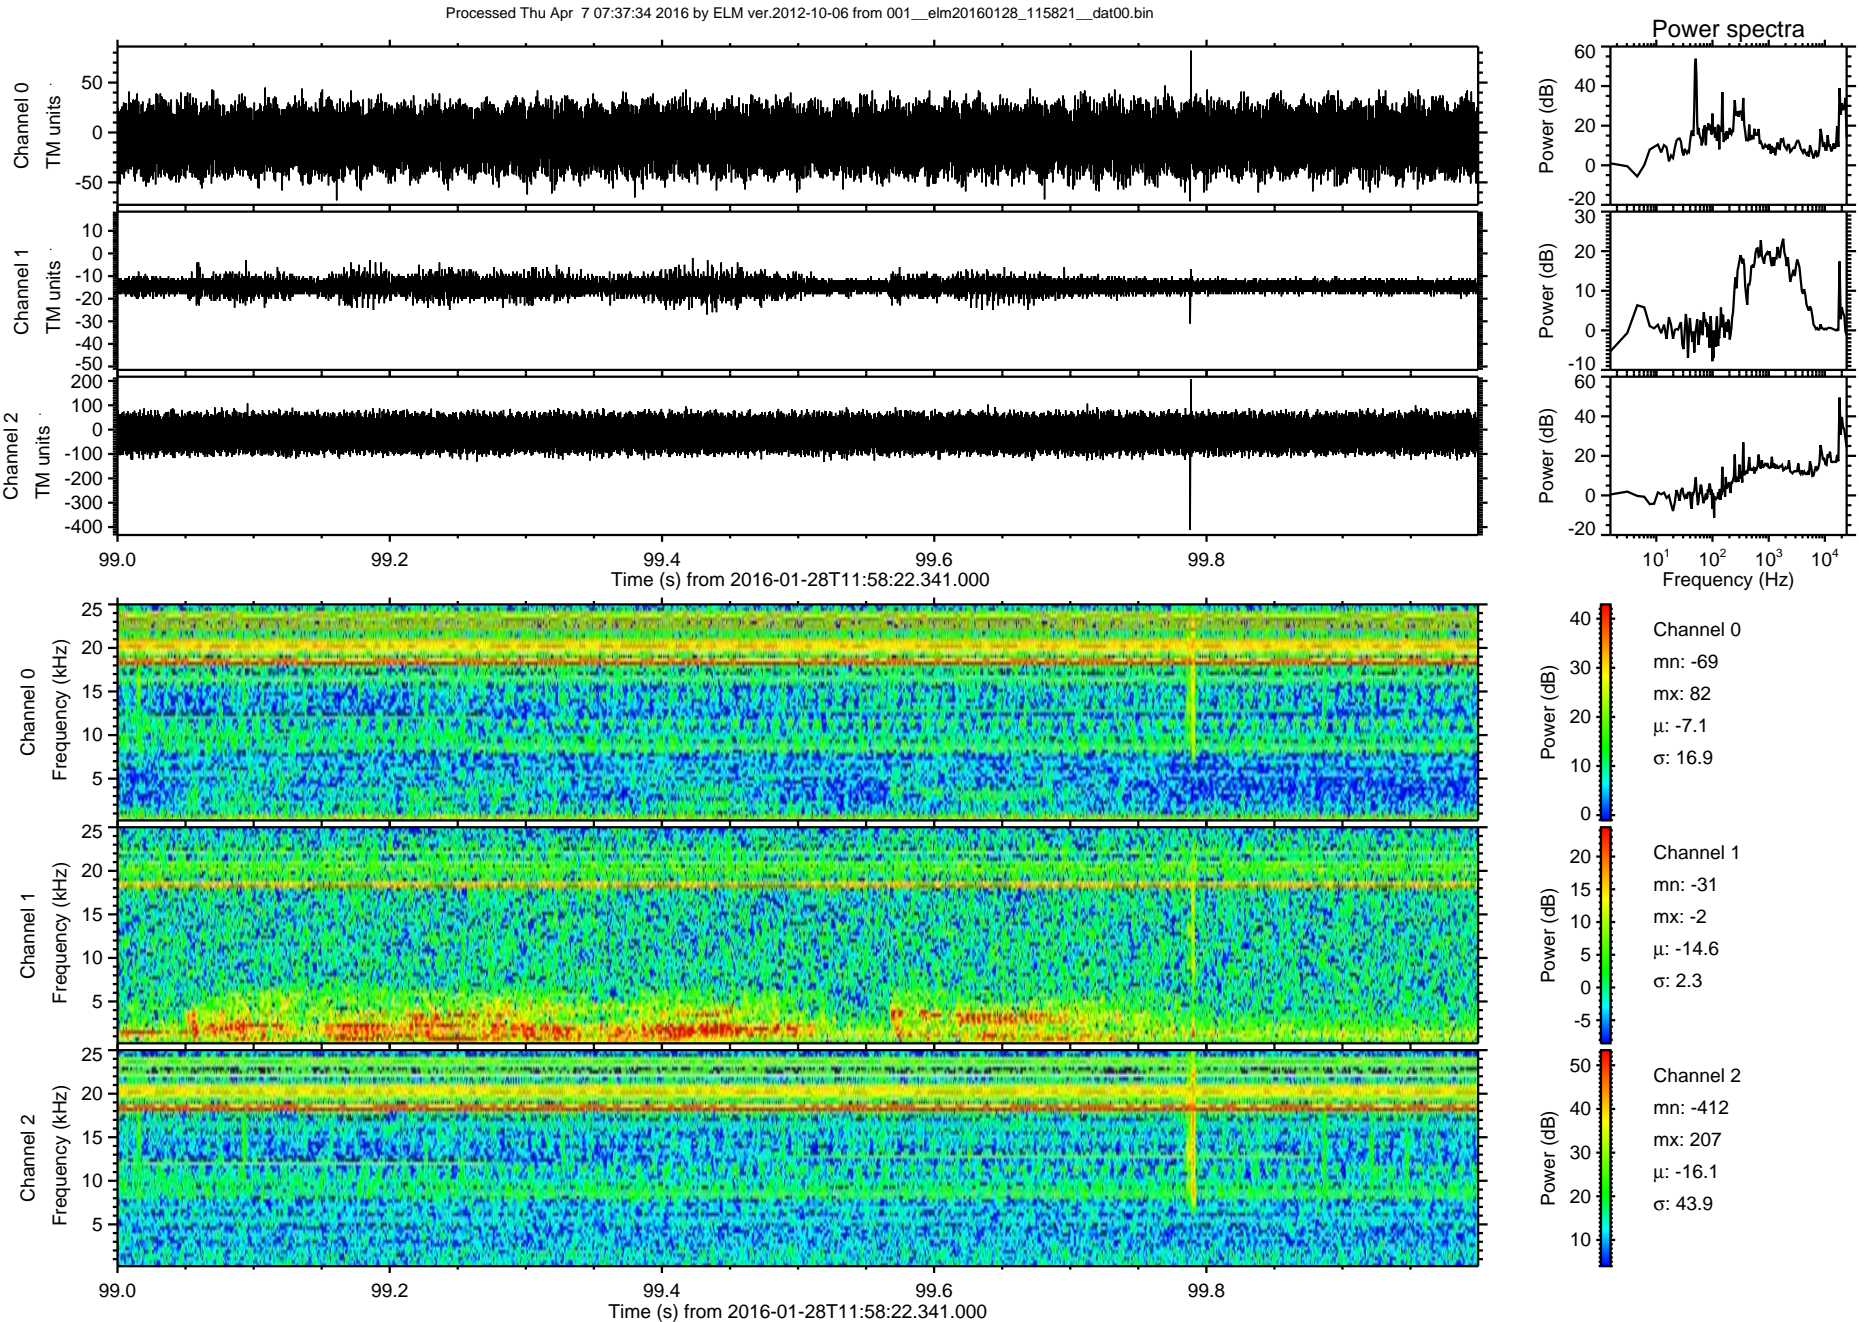 Processed Thu Apr  7 07:37:34 2016 by ELM ver.2012-10-06 from 001__elm20160128_115821__dat00.bin
Power spectra
Channel 0
TM units
50
0
-50
Power (dB)
60
40
20
0
-20
Channel 1
TM units
10
0
-10
-20
-30
-40
-50
Power (dB)
30
20
10
0
-10
Channel 2
TM units
200
100
0
-100
-200
-300
-400
Power (dB)
60
40
20
0
-20
99.0 99.2 99.4 99.6 99.8
Time (s) from 2016-01-28T11:58:22.341.000
10¹ 10² 10³ 10⁴
Frequency (Hz)
Channel 0
Frequency (kHz)
25
20
15
10
5
Power (dB)
40
30
20
10
0
Channel 0
mn: -69
mx: 82
μ: -7.1
σ: 16.9
Channel 1
Frequency (kHz)
25
20
15
10
5
Power (dB)
20
15
10
5
0
-5
Channel 1
mn: -31
mx: -2
μ: -14.6
σ: 2.3
Channel 2
Frequency (kHz)
25
20
15
10
5
Power (dB)
50
40
30
20
10
Channel 2
mn: -412
mx: 207
μ: -16.1
σ: 43.9
99.0 99.2 99.4 99.6 99.8
Time (s) from 2016-01-28T11:58:22.341.000